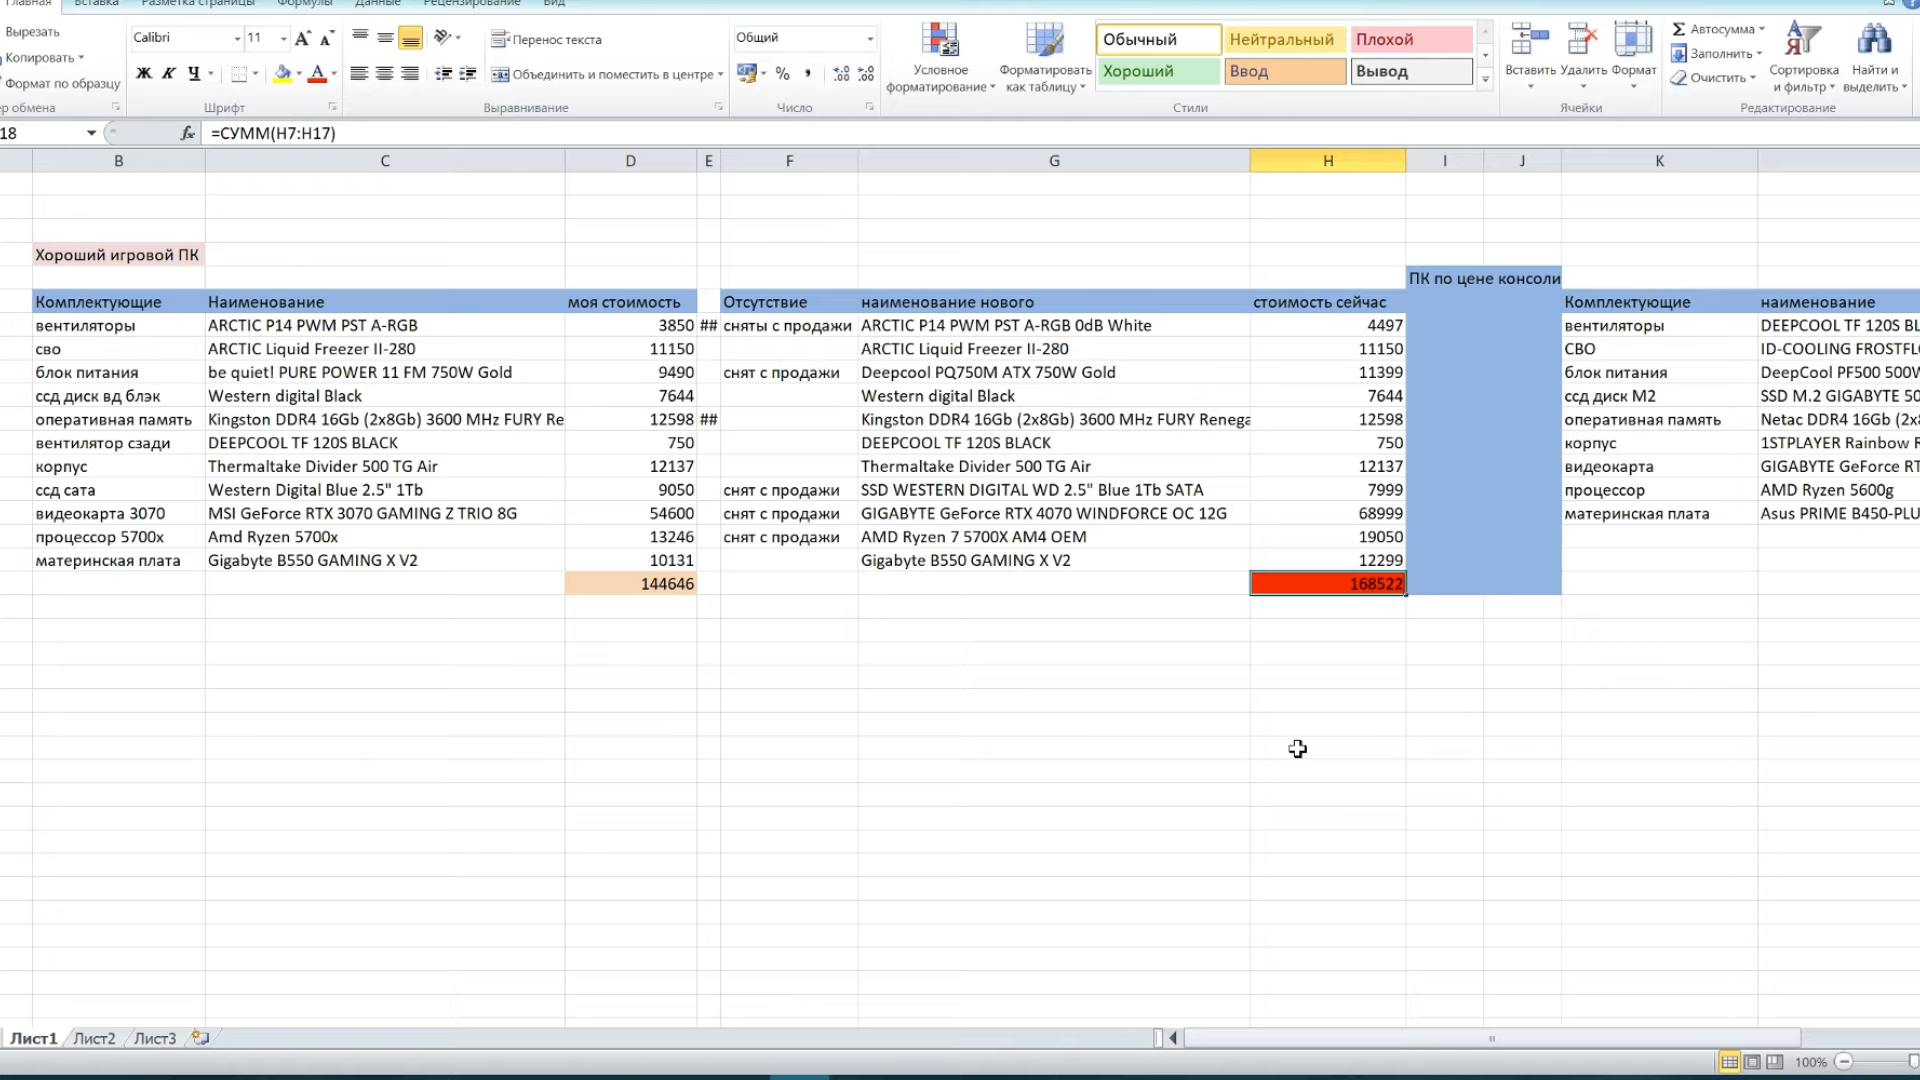 Главная Вставка Разметка страницы Формулы Данные Рецензирование Вид
Вырезать
Копировать
Формат по образцу
Calibri 11
Ж К Ч
Перенос текста
Объединить и поместить в центре
Общий
% ,
Условное форматирование
Форматировать как таблицу
Обычный Нейтральный Плохой
Хороший Ввод Вывод
Вставить Удалить Формат
Σ Автосумма
Заполнить
Очистить
Сортировка и фильтр
Найти и выделить
ер обмена Шрифт Выравнивание Число Стили Ячейки Редактирование
18 fx =СУММ(H7:H17)
B C D E F G H I J K
Хороший игровой ПК
ПК по цене консоли
Комплектующие Наименование моя стоимость Отсутствие наименование нового стоимость сейчас Комплектующие наименование
вентиляторы ARCTIC P14 PWM PST A-RGB 3850 ## сняты с продажи ARCTIC P14 PWM PST A-RGB 0dB White 4497 вентиляторы DEEPCOOL TF 120S BL
сво ARCTIC Liquid Freezer II-280 11150 ARCTIC Liquid Freezer II-280 11150 СВО ID-COOLING FROSTFLO
блок питания be quiet! PURE POWER 11 FM 750W Gold 9490 снят с продажи Deepcool PQ750M ATX 750W Gold 11399 блок питания DeepCool PF500 500W
ссд диск вд блэк Western digital Black 7644 Western digital Black 7644 ссд диск M2 SSD M.2 GIGABYTE 50
оперативная память Kingston DDR4 16Gb (2x8Gb) 3600 MHz FURY Re 12598 ## Kingston DDR4 16Gb (2x8Gb) 3600 MHz FURY Renega 12598 оперативная память Netac DDR4 16Gb (2x8
вентилятор сзади DEEPCOOL TF 120S BLACK 750 DEEPCOOL TF 120S BLACK 750 корпус 1STPLAYER Rainbow R
корпус Thermaltake Divider 500 TG Air 12137 Thermaltake Divider 500 TG Air 12137 видеокарта GIGABYTE GeForce RT
ссд сата Western Digital Blue 2.5" 1Tb 9050 снят с продажи SSD WESTERN DIGITAL WD 2.5" Blue 1Tb SATA 7999 процессор AMD Ryzen 5600g
видеокарта 3070 MSI GeForce RTX 3070 GAMING Z TRIO 8G 54600 снят с продажи GIGABYTE GeForce RTX 4070 WINDFORCE OC 12G 68999 материнская плата Asus PRIME B450-PLU
процессор 5700x Amd Ryzen 5700x 13246 снят с продажи AMD Ryzen 7 5700X AM4 OEM 19050
материнская плата Gigabyte B550 GAMING X V2 10131 Gigabyte B550 GAMING X V2 12299
144646 168522
Лист1 Лист2 Лист3
100%